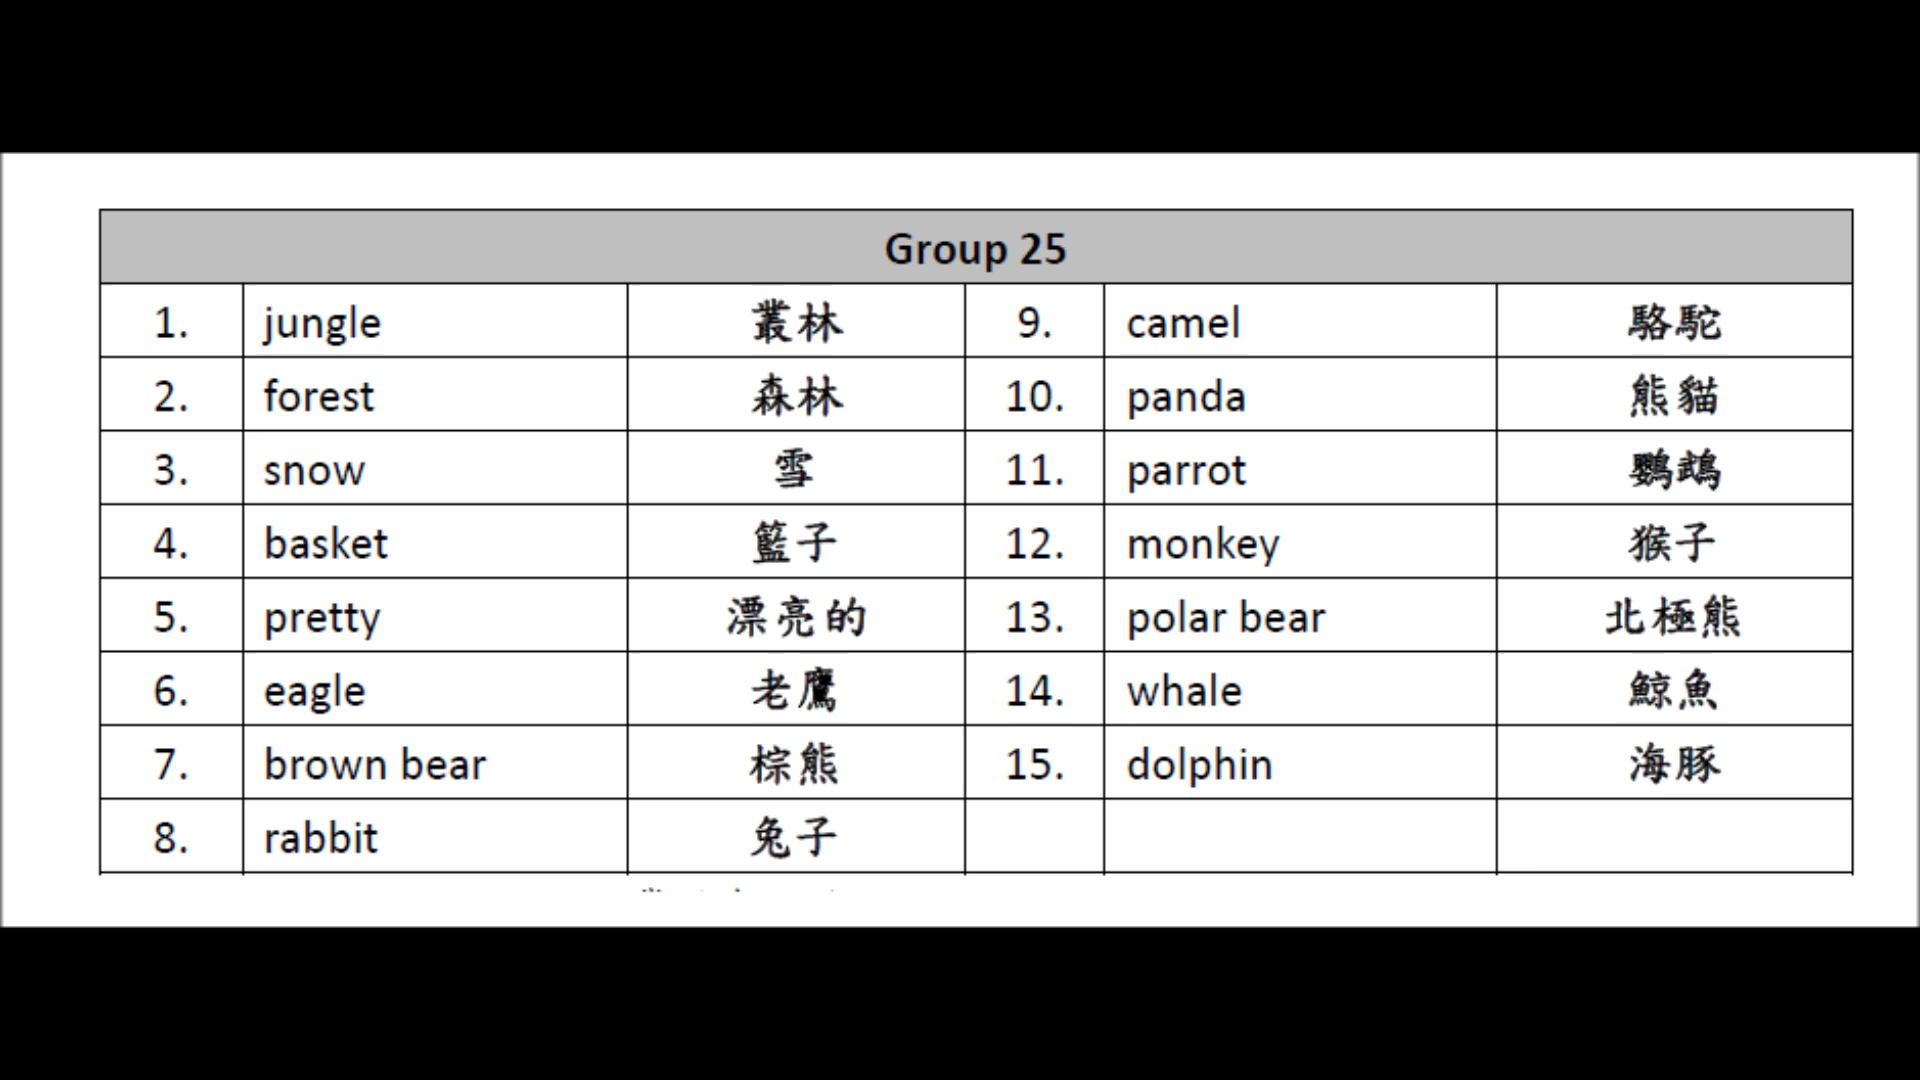 Group 25
1. jungle 叢林 9. camel 駱駝
2. forest 森林 10. panda 熊貓
3. snow 雪 11. parrot 鸚鵡
4. basket 籃子 12. monkey 猴子
5. pretty 漂亮的 13. polar bear 北極熊
6. eagle 老鷹 14. whale 鯨魚
7. brown bear 棕熊 15. dolphin 海豚
8. rabbit 兔子